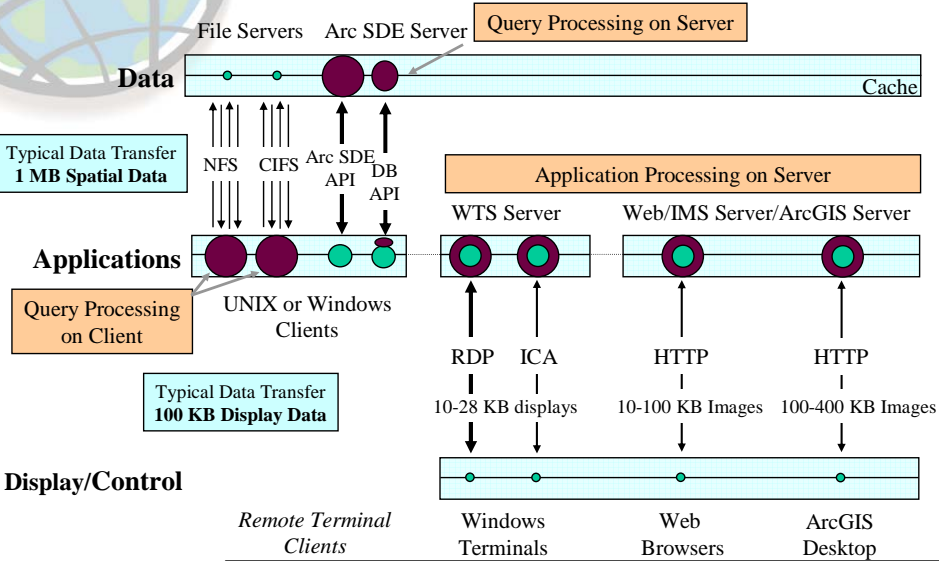 File Servers
Arc SDE Server
Query Processing on Server
Data
Cache
Typical Data Transfer
1 MB Spatial Data
NFS
CIFS
Arc SDE
API
DB
API
Application Processing on Server
WTS Server
Web/IMS Server/ArcGIS Server
Applications
Query Processing
on Client
UNIX or Windows
Clients
RDP
ICA
HTTP
HTTP
Typical Data Transfer
100 KB Display Data
10-28 KB displays
10-100 KB Images
100-400 KB Images
Display/Control
Remote Terminal
Clients
Windows
Terminals
Web
Browsers
ArcGIS
Desktop